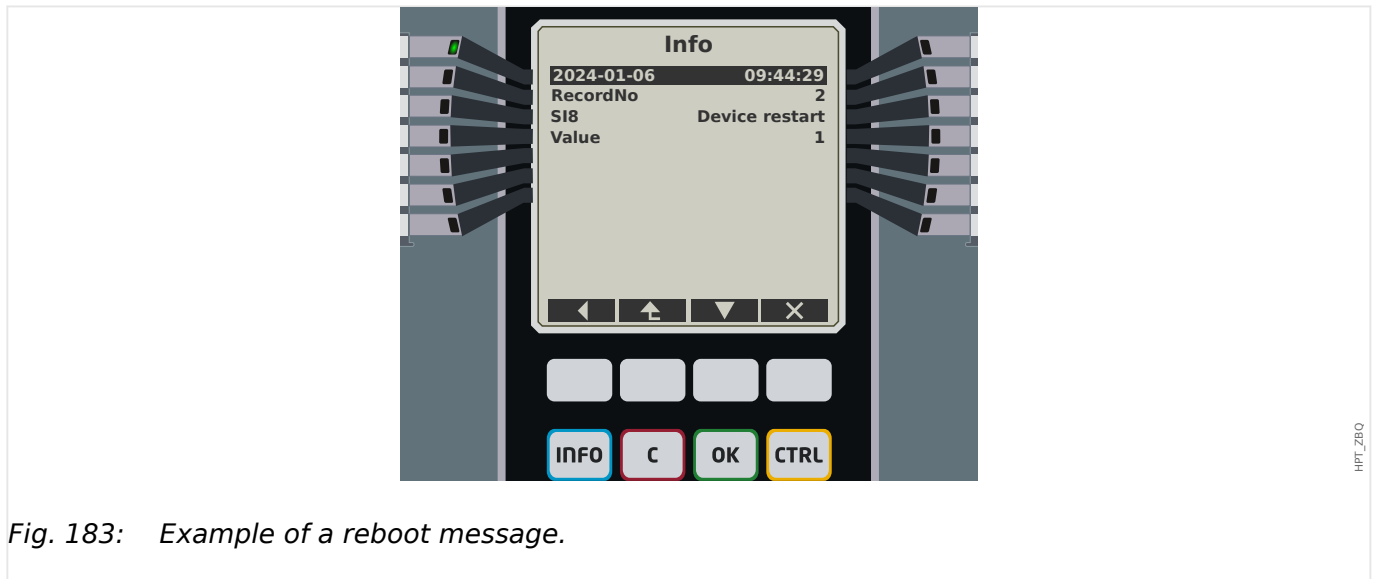 Info
2024-01-06 09:44:29
RecordNo 2
SI8 Device restart
Value 1
INFO C OK CTRL
HPT_ZBQ
Fig. 183: Example of a reboot message.